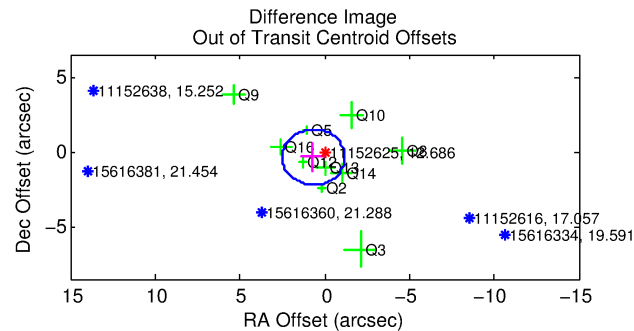 Difference Image
Out of Transit Centroid Offsets
Dec Offset (arcsec)
5
0
−5
11152638, 15.252
Q9
Q10
Q5
Q16
11152625, 12.686
Q8
Q12
Q13
Q14
15616381, 21.454
Q2
15616360, 21.288
11152616, 17.057
15616334, 19.591
Q3
15
10
5
0
−5
−10
−15
RA Offset (arcsec)